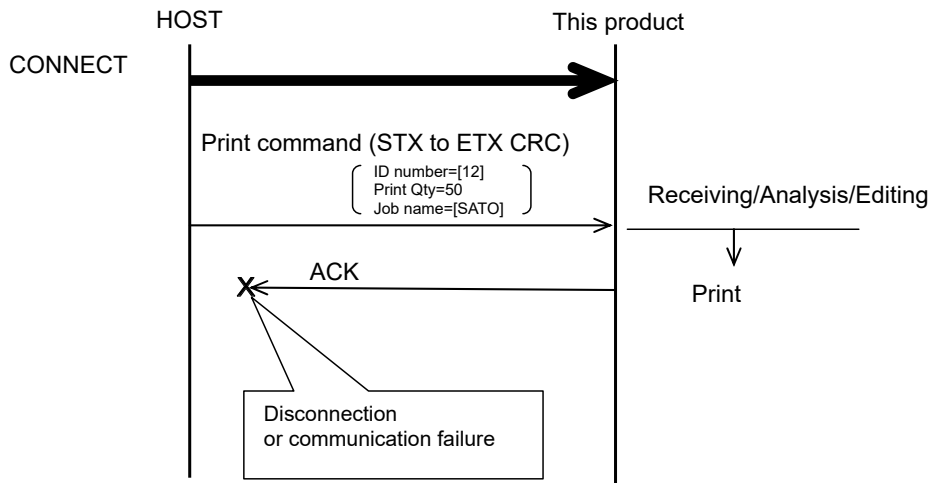 HOST
This product
CONNECT
Print command (STX to ETX CRC)
ID number=[12]
Print Qty=50
Job name=[SATO]
Receiving/Analysis/Editing
ACK
X
Print
Disconnection
or communication failure